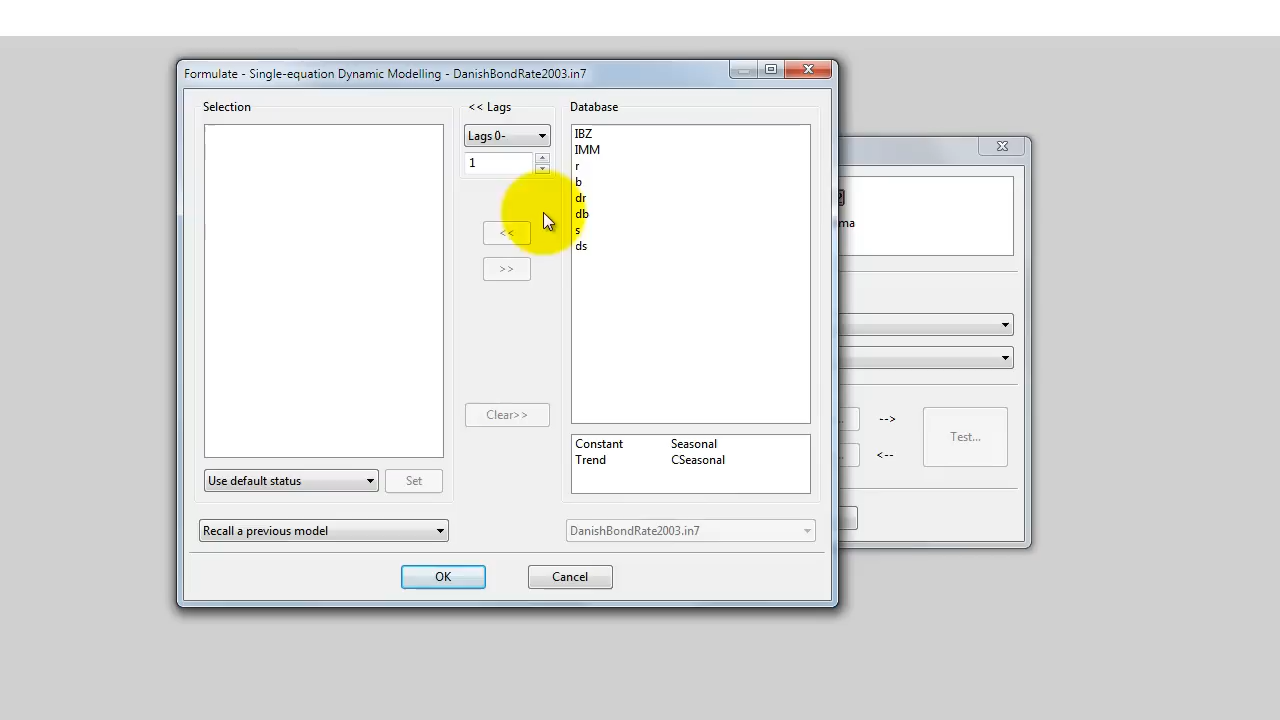 Formulate - Single-equation Dynamic Modelling - DanishBondRate2003.in7
Selection
<< Lags
Database
Lags 0-
1
IBZ
IMM
r
b
dr
db
s
ds
<<
>>
Clear>>
Constant Seasonal
Trend CSeasonal
Use default status
Set
Recall a previous model
DanishBondRate2003.in7
OK
Cancel
ma
-->
<--
Test...